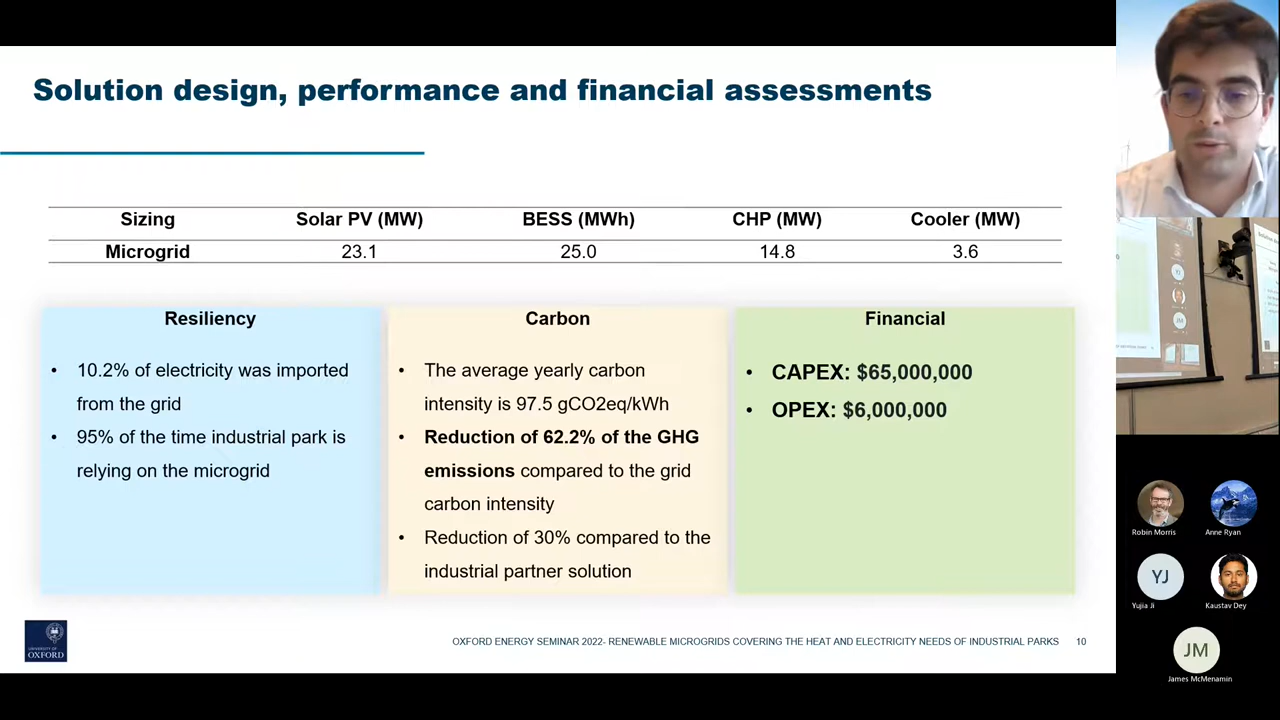 Solution design, performance and financial assessments
Sizing Solar PV (MW) BESS (MWh) CHP (MW) Cooler (MW)
Microgrid 23.1 25.0 14.8 3.6
Resiliency
• 10.2% of electricity was imported
from the grid
• 95% of the time industrial park is
relying on the microgrid
Carbon
• The average yearly carbon
intensity is 97.5 gCO2eq/kWh
• Reduction of 62.2% of the GHG
emissions compared to the grid
carbon intensity
• Reduction of 30% compared to the
industrial partner solution
Financial
• CAPEX: $65,000,000
• OPEX: $6,000,000
UNIVERSITY OF
OXFORD
OXFORD ENERGY SEMINAR 2022- RENEWABLE MICROGRIDS COVERING THE HEAT AND ELECTRICITY NEEDS OF INDUSTRIAL PARKS 10
Robin Morris
Anne Ryan
YJ
Yujia Ji
Kaustav Dey
JM
James McMenamin